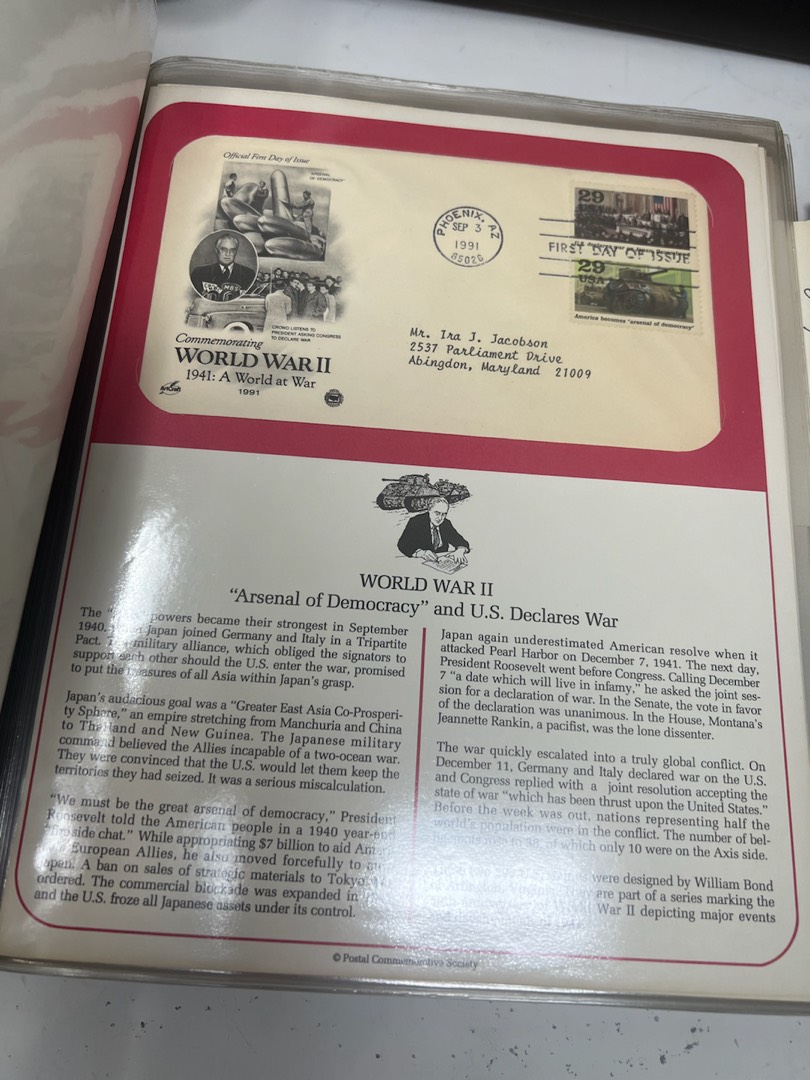 Official First Day of Issue
"ARSENAL
OF DEMOCRACY"
CROWD LISTENS TO
PRESIDENT ASKING CONGRESS
TO DECLARE WAR
Commemorating
WORLD WAR II
1941: A World at War
1991
ArtCraft
PHOENIX, AZ
SEP 3
1991
85026
FIRST DAY OF ISSUE
29
29
USA
America becomes "arsenal of democracy"
Mr. Ira J. Jacobson
2537 Parliament Drive
Abingdon, Maryland 21009
WORLD WAR II
"Arsenal of Democracy" and U.S. Declares War
The powers became their strongest in September
1940. Japan joined Germany and Italy in a Tripartite
Pact. military alliance, which obliged the signators to
support each other should the U.S. enter the war, promised
to put the treasures of all Asia within Japan's grasp.
Japan's audacious goal was a "Greater East Asia Co-Prosperi-
ty Sphere," an empire stretching from Manchuria and China
to Thailand and New Guinea. The Japanese military
command believed the Allies incapable of a two-ocean war.
They were convinced that the U.S. would let them keep the
territories they had seized. It was a serious miscalculation.
"We must be the great arsenal of democracy," President
Roosevelt told the American people in a 1940 year-end
"fireside chat." While appropriating $7 billion to aid
European Allies, he also moved forcefully to
Japan. A ban on sales of strategic materials to Tokyo
ordered. The commercial blockade was expanded in
and the U.S. froze all Japanese assets under its control.
Japan again underestimated American resolve when it
attacked Pearl Harbor on December 7, 1941. The next day,
President Roosevelt went before Congress. Calling December
7 "a date which will live in infamy," he asked the joint ses-
sion for a declaration of war. In the Senate, the vote in favor
of the declaration was unanimous. In the House, Montana's
Jeannette Rankin, a pacifist, was the lone dissenter.
The war quickly escalated into a truly global conflict. On
December 11, Germany and Italy declared war on the U.S.
and Congress replied with a joint resolution accepting the
state of war "which has been thrust upon the United States."
Before the week was out, nations representing half the
world's population were in the conflict. The number of bel-
ligerents rose to 38, of which only 10 were on the Axis side.
were designed by William Bond
are part of a series marking the
War II depicting major events
© Postal Commemorative Society